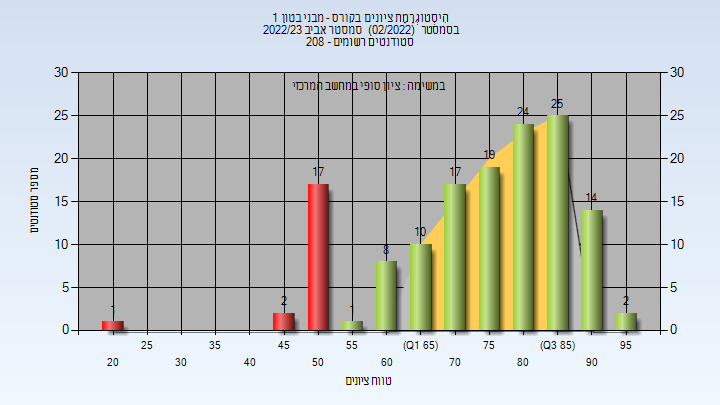 היסטוגרמת ציונים בקורס - מבני בטון 1
בסמסטר (02/2022) סמסטר אביב 2022/23
סטודנטים רשומים - 208
במשימה : ציון סופי במחשב המרכזי
30 30
25 25
20 20
15 15
10 10
5 5
0 0
1 2 17 1 8 10 17 19 24 25 14 2
25 35 45 55 (Q1 65) 75 (Q3 85) 95
20 30 40 50 60 70 80 90
מספר סטודנטים
טווח ציונים